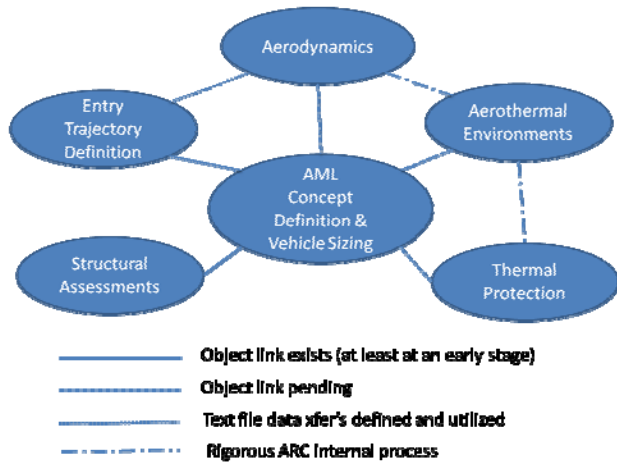 Aerodynamics
Entry
Trajectory
Definition
Aerothermal
Environments
AML
Concept
Definition &
Vehicle Sizing
Structural
Assessments
Thermal
Protection
Object link exists (at least at an early stage)
Object link pending
Text file data xfer's defined and utilized
Rigorous ARC internal process